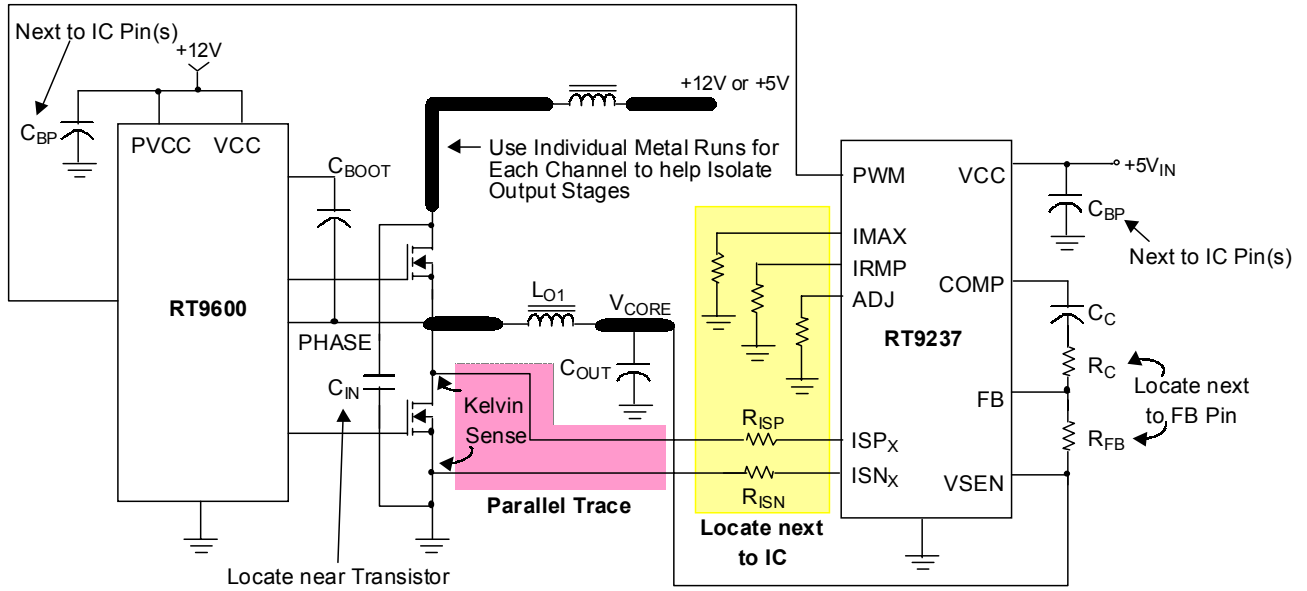 Next to IC Pin(s)
+12V
+12V or +5V
CBP
PVCC
VCC
CBOOT
Use Individual Metal Runs for
Each Channel to help Isolate
Output Stages
PWM
VCC
+5VIN
CBP
Next to IC Pin(s)
IMAX
IRMP
ADJ
COMP
RT9600
LO1
VCORE
RT9237
CC
PHASE
COUT
RC
CIN
Kelvin
Sense
FB
Locate next
to FB Pin
RISP
ISPX
RFB
ISNX
VSEN
RISN
Parallel Trace
Locate next
to IC
Locate near Transistor